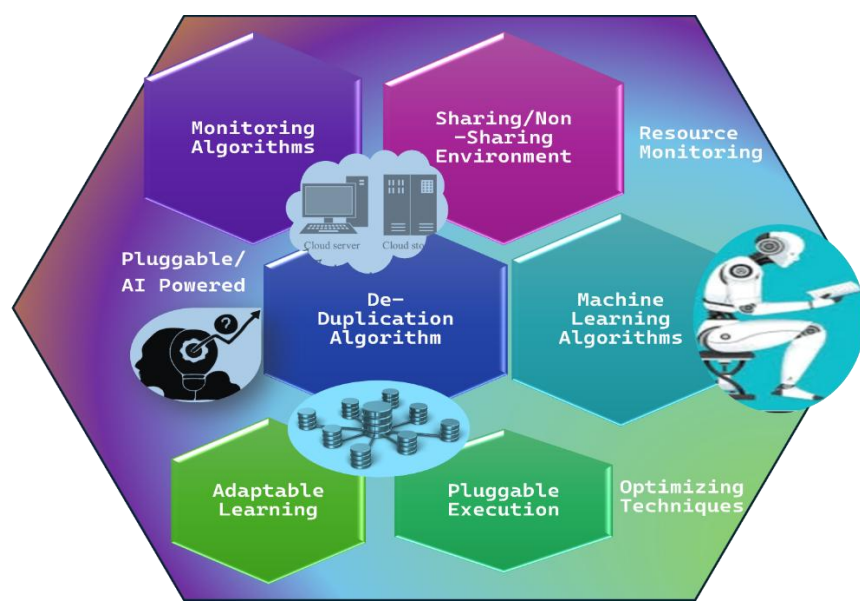 Monitoring
Algorithms
Sharing/Non
-Sharing
Environment
Resource
Monitoring
Cloud server
Cloud
Pluggable/
AI Powered
?
De-
Duplication
Algorithm
Machine
Learning
Algorithms
Adaptable
Learning
Pluggable
Execution
Optimizing
Techniques